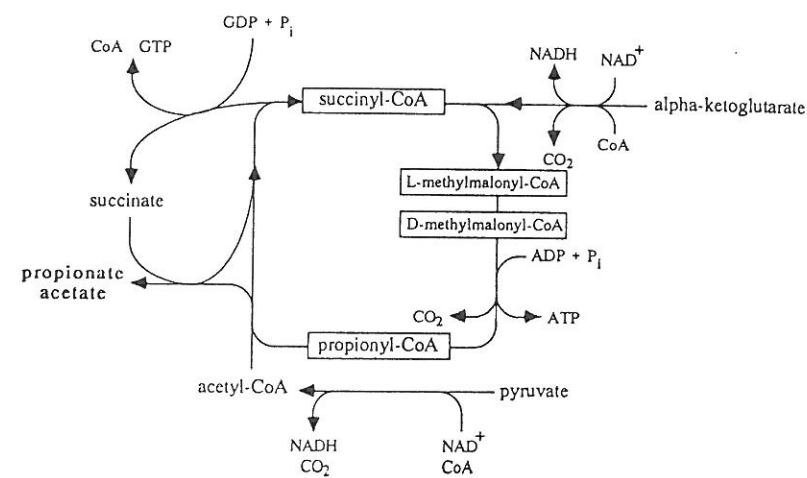 GDP + Pi
CoA GTP
NADH NAD+
succinyl-CoA
alpha-ketoglutarate
CO2 CoA
L-methylmalonyl-CoA
succinate
D-methylmalonyl-CoA
ADP + Pi
propionate
acetate
CO2 ATP
propionyl-CoA
acetyl-CoA pyruvate
NADH NAD+
CO2 CoA